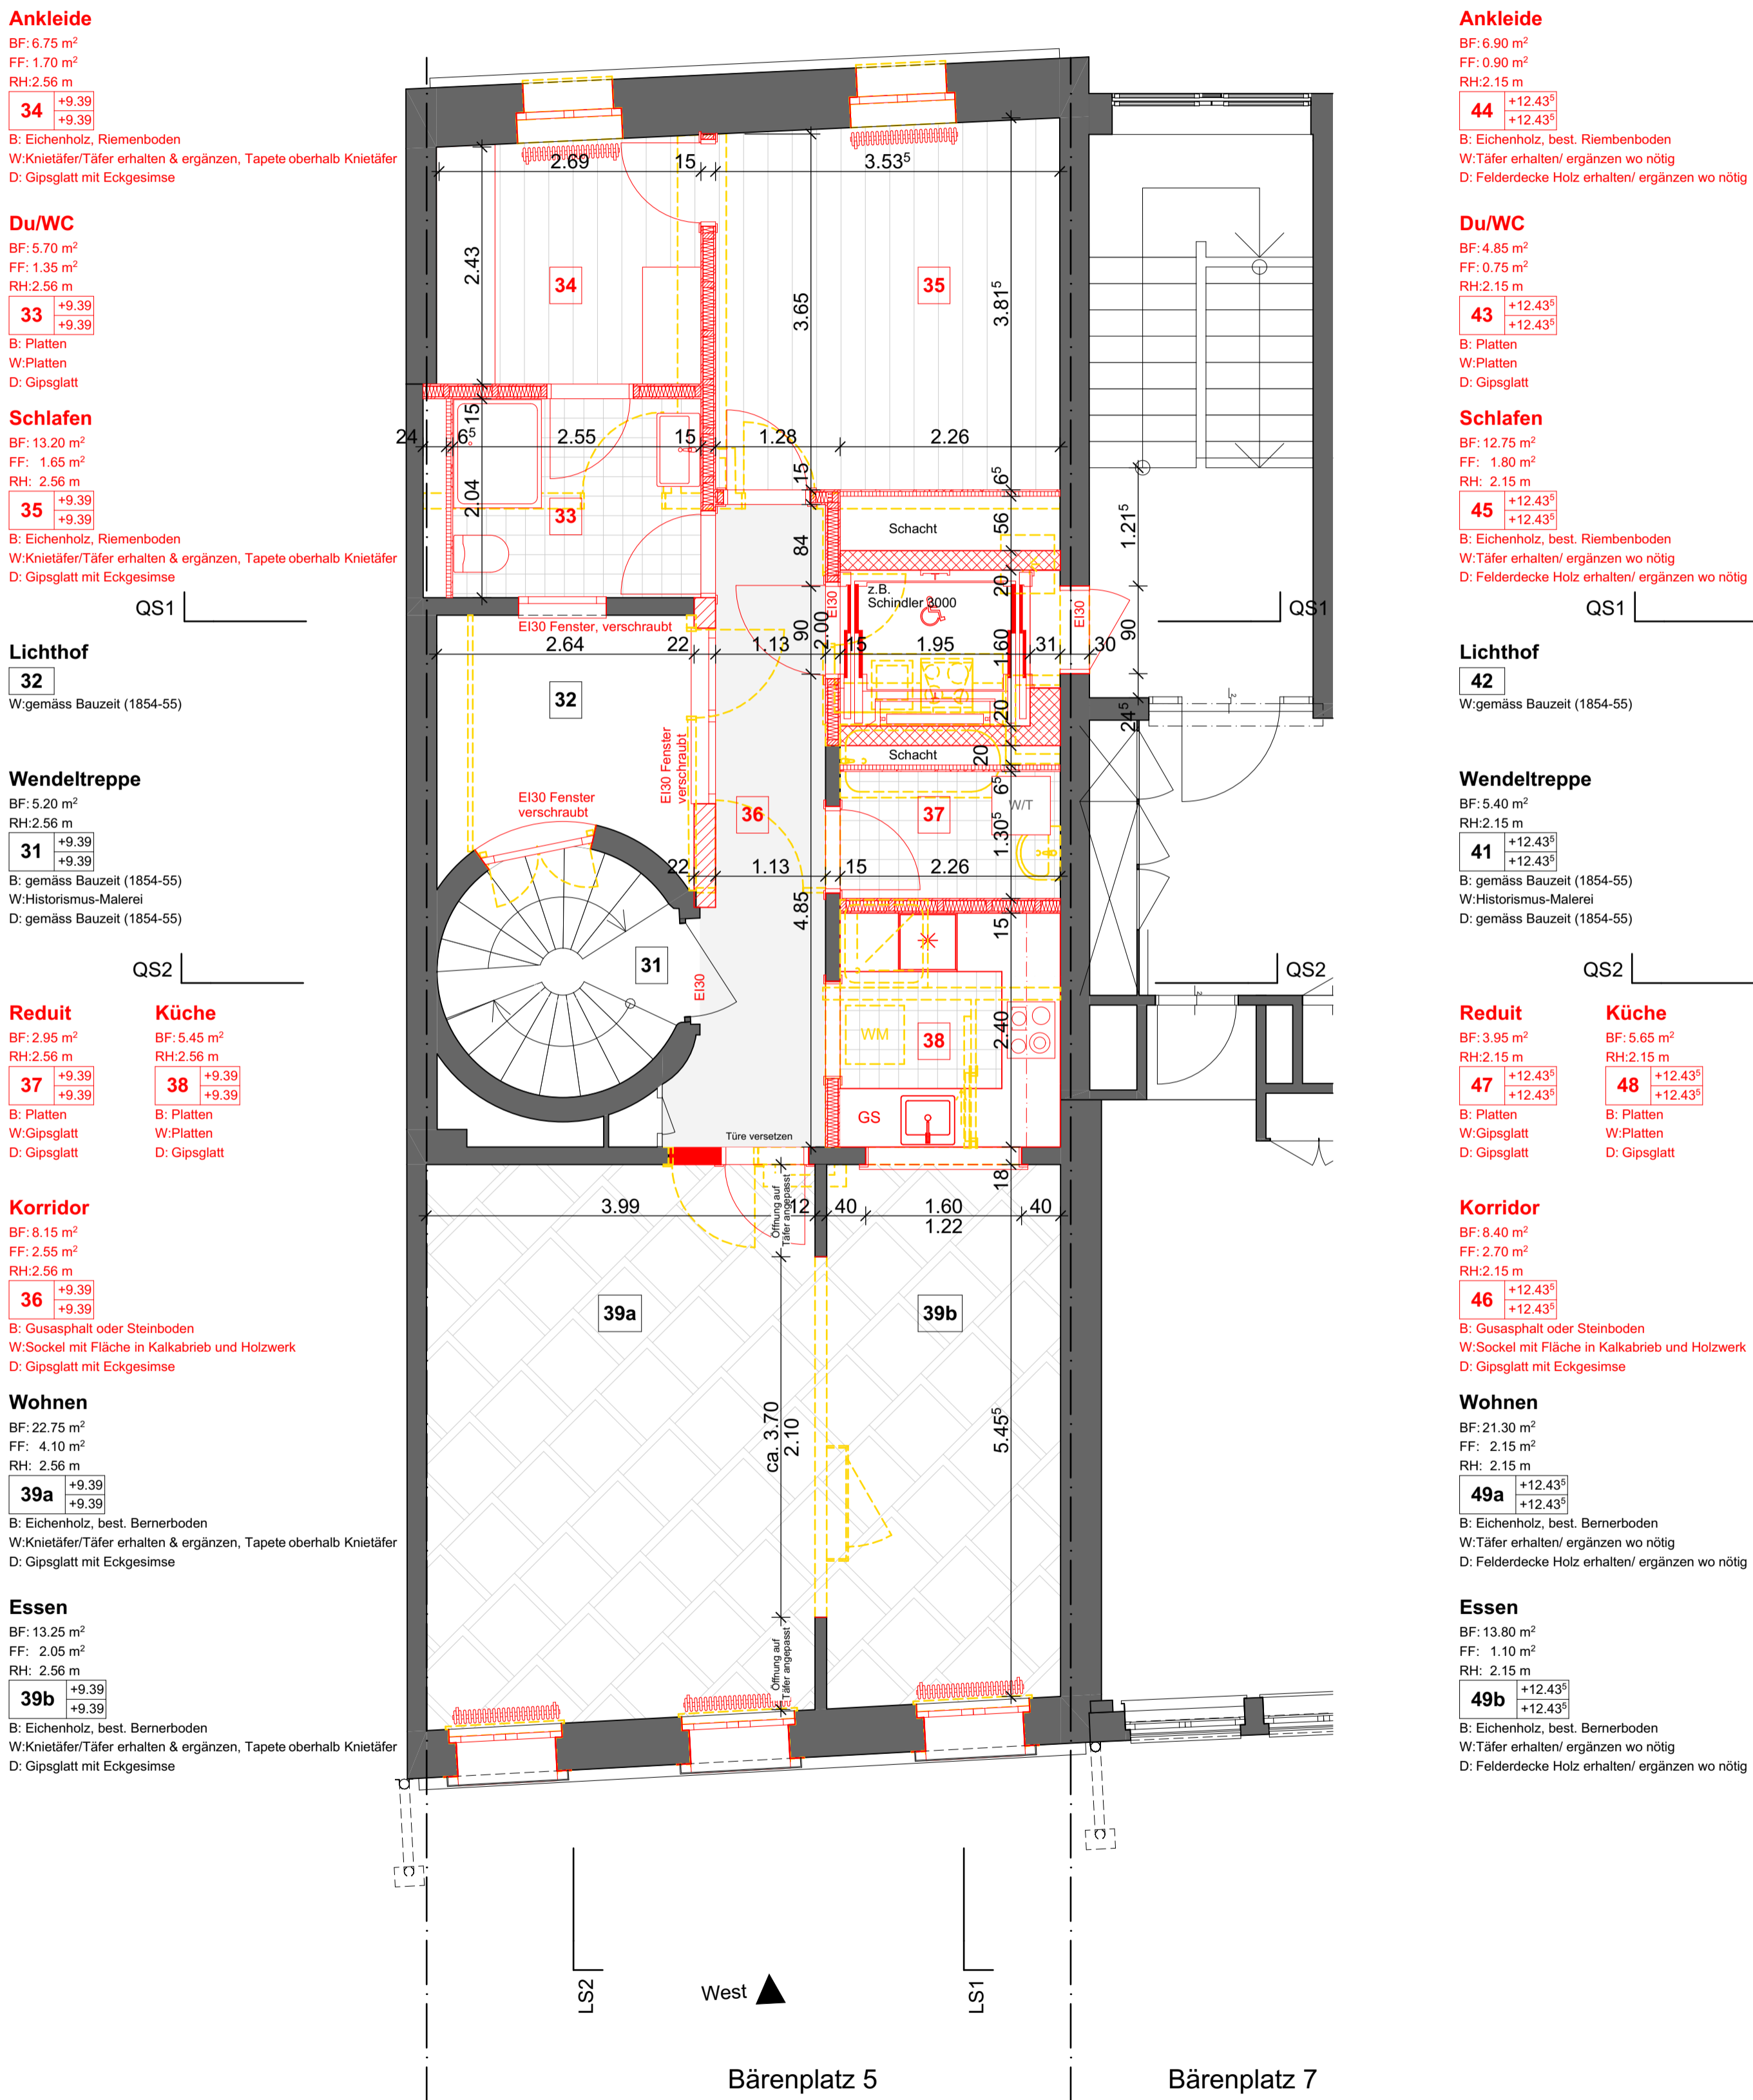 Ankleide
BF: 6.75 m²
FF: 1.70 m²
RH:2.56 m
34 +9.39
+9.39
B: Eichenholz, Riemenboden
W:Knietäfer/Täfer erhalten & ergänzen, Tapete oberhalb Knietäfer
D: Gipsglatt mit Eckgesimse
Du/WC
BF: 5.70 m²
FF: 1.35 m²
RH:2.56 m
33 +9.39
+9.39
B: Platten
W:Platten
D: Gipsglatt
Schlafen
BF: 13.20 m²
FF: 1.65 m²
RH: 2.56 m
35 +9.39
+9.39
B: Eichenholz, Riemenboden
W:Knietäfer/Täfer erhalten & ergänzen, Tapete oberhalb Knietäfer
D: Gipsglatt mit Eckgesimse
QS1
Lichthof
32
W:gemäss Bauzeit (1854-55)
Wendeltreppe
BF: 5.20 m²
RH:2.56 m
31 +9.39
+9.39
B: gemäss Bauzeit (1854-55)
W:Historismus-Malerei
D: gemäss Bauzeit (1854-55)
QS2
Reduit
BF: 2.95 m²
RH:2.56 m
37 +9.39
+9.39
B: Platten
W:Gipsglatt
D: Gipsglatt
Küche
BF: 5.45 m²
RH:2.56 m
38 +9.39
+9.39
B: Platten
W:Platten
D: Gipsglatt
Korridor
BF: 8.15 m²
FF: 2.55 m²
RH:2.56 m
36 +9.39
+9.39
B: Gusasphalt oder Steinboden
W:Sockel mit Fläche in Kalkabrieb und Holzwerk
D: Gipsglatt mit Eckgesimse
Wohnen
BF: 22.75 m²
FF: 4.10 m²
RH: 2.56 m
39a +9.39
+9.39
B: Eichenholz, best. Bernerboden
W:Knietäfer/Täfer erhalten & ergänzen, Tapete oberhalb Knietäfer
D: Gipsglatt mit Eckgesimse
Essen
BF: 13.25 m²
FF: 2.05 m²
RH: 2.56 m
39b +9.39
+9.39
B: Eichenholz, best. Bernerboden
W:Knietäfer/Täfer erhalten & ergänzen, Tapete oberhalb Knietäfer
D: Gipsglatt mit Eckgesimse
2.69 15 3.53⁵
2.43
34
3.65
35
3.81⁵
24 6⁵ 2.55 15 1.28 2.26
15
2.04
33
15
6⁵
Schacht
56
84
1.21⁵
20
z.B.
Schindler 3000
EI30
EI30
QS1
EI30 Fenster, verschraubt
90
2.00
1.60
90
2.64 22 1.13 15 1.95 31 30
32
EI30 Fenster
verschraubt
20
24⁵
Schacht
20
EI30 Fenster
verschraubt
36
37
W/T
6⁵
1.30⁵
22 1.13 15 2.26
4.85
15
31
EI30
QS2
WM
38
2.40
GS
Türe versetzen
18
Öffnung auf
Täfer angepasst
3.99 12 40 1.60 40
1.22
39a
39b
ca. 3.70
2.10
5.45⁵
Öffnung auf
Täfer angepasst
LS2
West
LS1
Bärenplatz 5
Bärenplatz 7
Ankleide
BF: 6.90 m²
FF: 0.90 m²
RH:2.15 m
44 +12.43⁵
+12.43⁵
B: Eichenholz, best. Riembenboden
W:Täfer erhalten/ ergänzen wo nötig
D: Felderdecke Holz erhalten/ ergänzen wo nötig
Du/WC
BF: 4.85 m²
FF: 0.75 m²
RH:2.15 m
43 +12.43⁵
+12.43⁵
B: Platten
W:Platten
D: Gipsglatt
Schlafen
BF: 12.75 m²
FF: 1.80 m²
RH: 2.15 m
45 +12.43⁵
+12.43⁵
B: Eichenholz, best. Riembenboden
W:Täfer erhalten/ ergänzen wo nötig
D: Felderdecke Holz erhalten/ ergänzen wo nötig
QS1
Lichthof
42
W:gemäss Bauzeit (1854-55)
Wendeltreppe
BF: 5.40 m²
RH:2.15 m
41 +12.43⁵
+12.43⁵
B: gemäss Bauzeit (1854-55)
W:Historismus-Malerei
D: gemäss Bauzeit (1854-55)
QS2
Reduit
BF: 3.95 m²
RH:2.15 m
47 +12.43⁵
+12.43⁵
B: Platten
W:Gipsglatt
D: Gipsglatt
Küche
BF: 5.65 m²
RH:2.15 m
48 +12.43⁵
+12.43⁵
B: Platten
W:Platten
D: Gipsglatt
Korridor
BF: 8.40 m²
FF: 2.70 m²
RH:2.15 m
46 +12.43⁵
+12.43⁵
B: Gusasphalt oder Steinboden
W:Sockel mit Fläche in Kalkabrieb und Holzwerk
D: Gipsglatt mit Eckgesimse
Wohnen
BF: 21.30 m²
FF: 2.15 m²
RH: 2.15 m
49a +12.43⁵
+12.43⁵
B: Eichenholz, best. Bernerboden
W:Täfer erhalten/ ergänzen wo nötig
D: Felderdecke Holz erhalten/ ergänzen wo nötig
Essen
BF: 13.80 m²
FF: 1.10 m²
RH: 2.15 m
49b +12.43⁵
+12.43⁵
B: Eichenholz, best. Bernerboden
W:Täfer erhalten/ ergänzen wo nötig
D: Felderdecke Holz erhalten/ ergänzen wo nötig